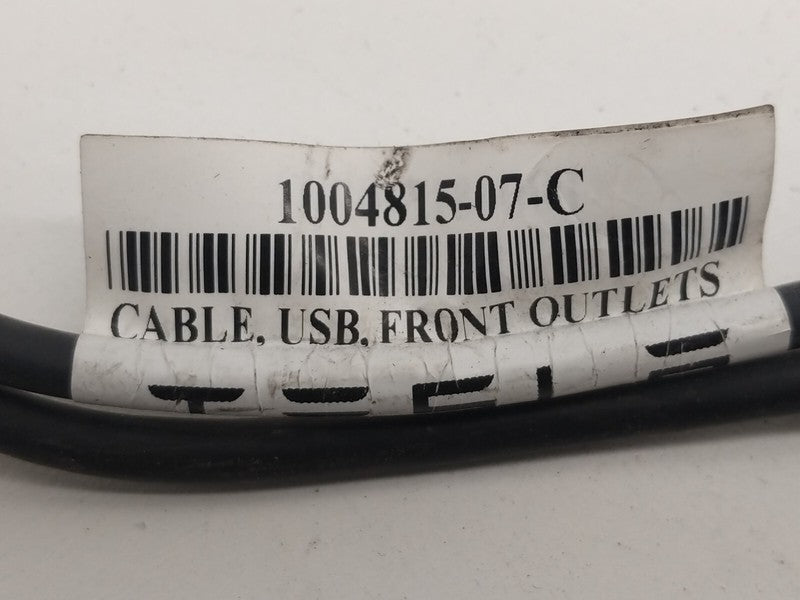 1004815-07-C
CABLE, USB, FRONT OUTLETS